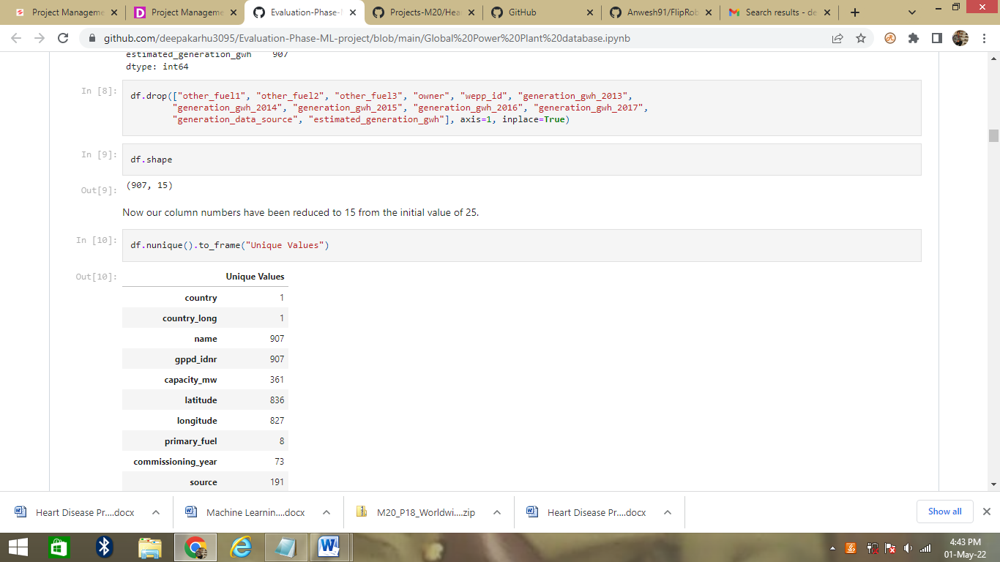 Project Manageme
Project Manageme
Evaluation-Phase-
Projects-M20/Hea
GitHub
Anwesh91/FlipRob
Search results - de
github.com/deepakarhu3095/Evaluation-Phase-ML-project/blob/main/Global%20Power%20Plant%20database.ipynb
estimated_generation_gwh 907
dtype: int64
In [8]:
df.drop(["other_fuel1", "other_fuel2", "other_fuel3", "owner", "wepp_id", "generation_gwh_2013",
"generation_gwh_2014", "generation_gwh_2015", "generation_gwh_2016", "generation_gwh_2017",
"generation_data_source", "estimated_generation_gwh"], axis=1, inplace=True)
In [9]:
df.shape
Out[9]:
(907, 15)
Now our column numbers have been reduced to 15 from the initial value of 25.
In [10]:
df.nunique().to_frame("Unique Values")
Out[10]:
Unique Values
country 1
country_long 1
name 907
gppd_idnr 907
capacity_mw 361
latitude 836
longitude 827
primary_fuel 8
commissioning_year 73
source 191
Heart Disease Pr....docx
Machine Learnin....docx
M20_P18_Worldwi....zip
Heart Disease Pr....docx
Show all
4:43 PM
01-May-22